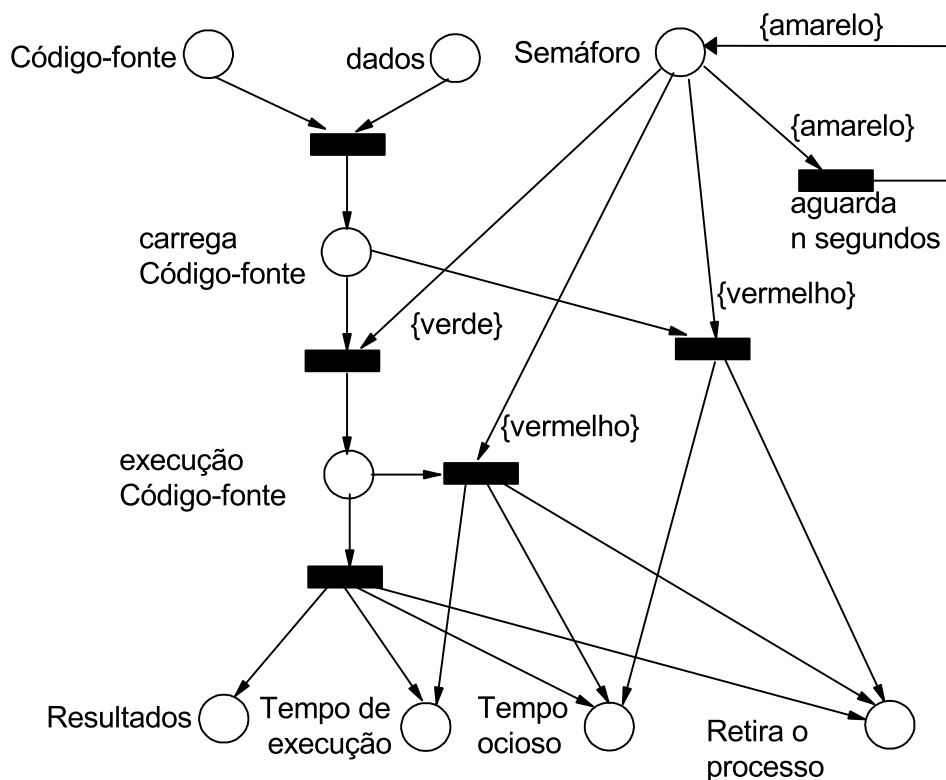 Código-fonte
dados
Semáforo
{amarelo}
{amarelo}
aguarda
n segundos
carrega
Código-fonte
{vermelho}
{verde}
{vermelho}
execução
Código-fonte
Resultados
Tempo de
execução
Tempo
ocioso
Retira o
processo